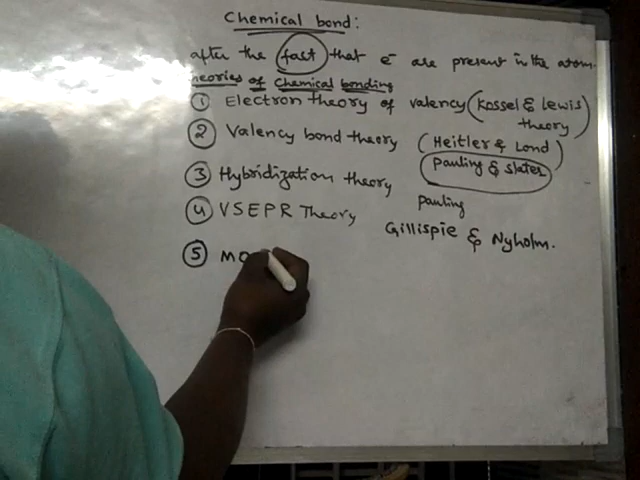 Chemical bond:
after the fast that e⁻ are present in the atom.
heories of Chemical bonding
① Electron theory of valency (Kossel & Lewis theory)
② Valency bond theory (Heitler & Lond)
Pauling & Slater
③ Hybridization theory
pauling
④ VSEPR Theory
Gillispie & Nyholm.
⑤ MO